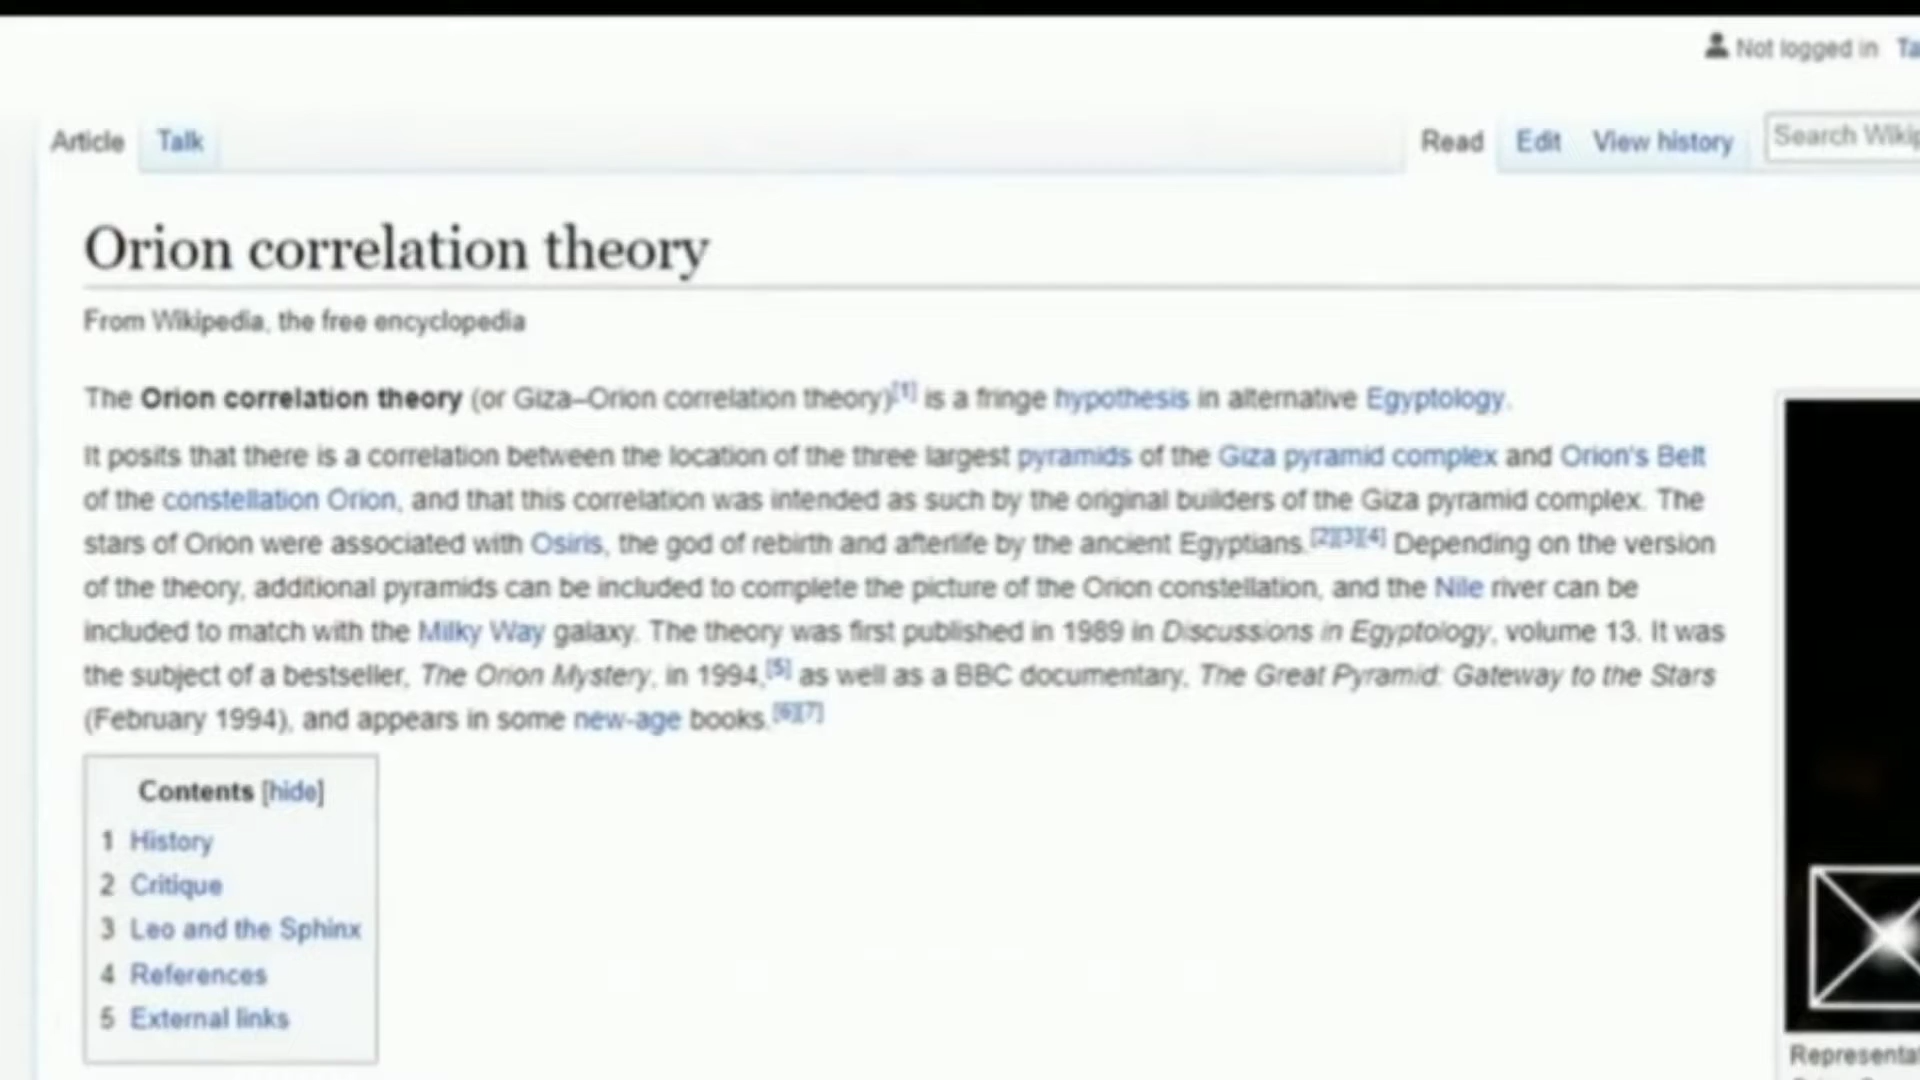 Not logged in
Article Talk Read Edit View history Search
Orion correlation theory
From Wikipedia, the free encyclopedia
The Orion correlation theory (or Giza–Orion correlation theory)[1] is a fringe hypothesis in alternative Egyptology.
It posits that there is a correlation between the location of the three largest pyramids of the Giza pyramid complex and Orion's Belt
of the constellation Orion, and that this correlation was intended as such by the original builders of the Giza pyramid complex. The
stars of Orion were associated with Osiris, the god of rebirth and afterlife by the ancient Egyptians.[2][3][4] Depending on the version
of the theory, additional pyramids can be included to complete the picture of the Orion constellation, and the Nile river can be
included to match with the Milky Way galaxy. The theory was first published in 1989 in Discussions in Egyptology, volume 13. It was
the subject of a bestseller, The Orion Mystery, in 1994,[5] as well as a BBC documentary, The Great Pyramid: Gateway to the Stars
(February 1994), and appears in some new-age books.[6][7]
Contents [hide]
1 History
2 Critique
3 Leo and the Sphinx
4 References
5 External links